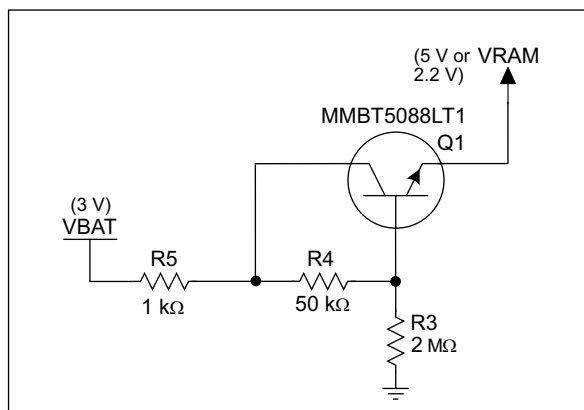 (5 V or VRAM
2.2 V)
MMBT5088LT1
Q1
(3 V)
VBAT
R5
1 kΩ
R4
50 kΩ
R3
2 MΩ